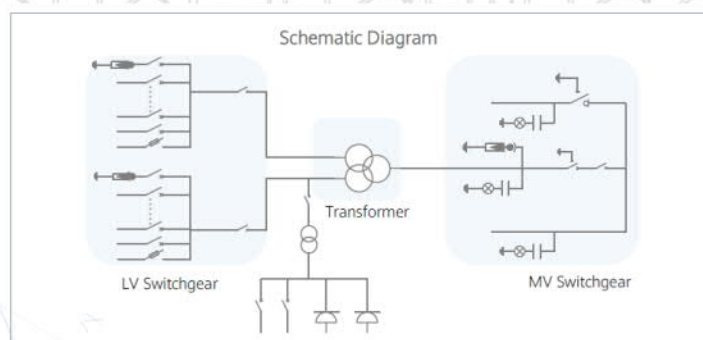 Schematic Diagram
Transformer
LV Switchgear
MV Switchgear